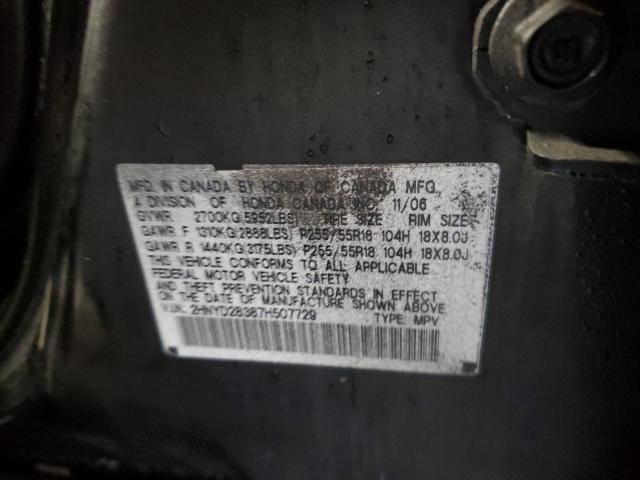 MFD. IN CANADA BY HONDA OF CANADA MFG.,
A DIVISION OF HONDA CANADA INC. 11/06
GVWR 2700KG(5952LBS) TIRE SIZE RIM SIZE
GAWR F 1310KG(2888LBS) P255/55R18 104H 18X8.0J
GAWR R 1440KG(3175LBS) P255/55R18 104H 18X8.0J
THIS VEHICLE CONFORMS TO ALL APPLICABLE
FEDERAL MOTOR VEHICLE SAFETY
AND THEFT PREVENTION STANDARDS IN EFFECT
ON THE DATE OF MANUFACTURE SHOWN ABOVE.
V.I.N.: 2HNYD28387H507729 TYPE: MPV